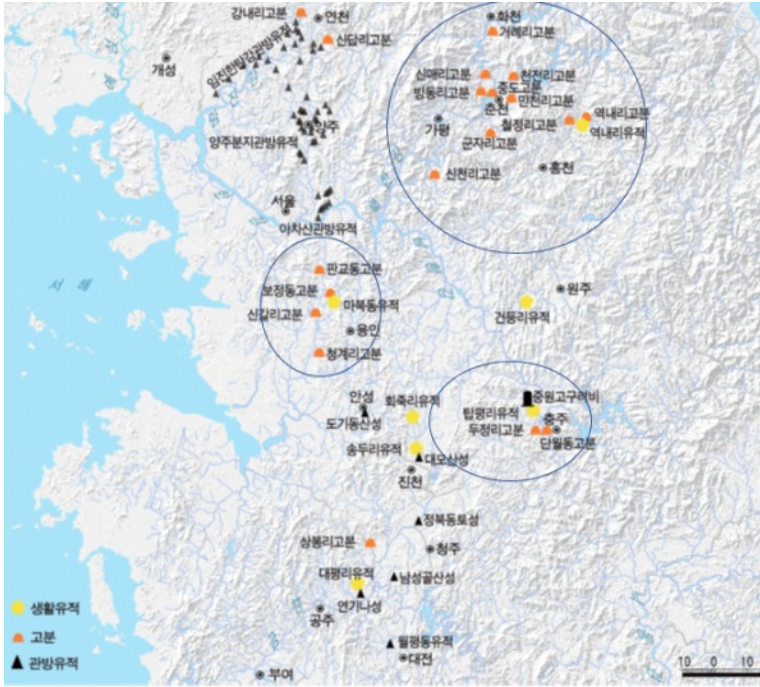 강내리고분
연천
신답리고분
임진한탄강관방유적
개성
양주
양주분지관방유적
서울
아차산관방유적
화천
거례리고분
신매리고분
천전리고분
방동리고분
중도고분
춘천
만천리고분
역내리고분
가평
철정리고분
역내리유적
군자리고분
홍천
신천리고분
서 해
판교동고분
보정동고분
마북동유적
신갈리고분
용인
청계리고분
원주
건등리유적
안성
도기동산성
회죽리유적
중원고구려비
탑평리유적
충주
두정리고분
단월동고분
송두리유적
대모산성
진천
정북동토성
상봉리고분
청주
대평리유적
남성골산성
연기나성
공주
월평동유적
대전
부여
생활유적
고분
관방유적
10 0 10